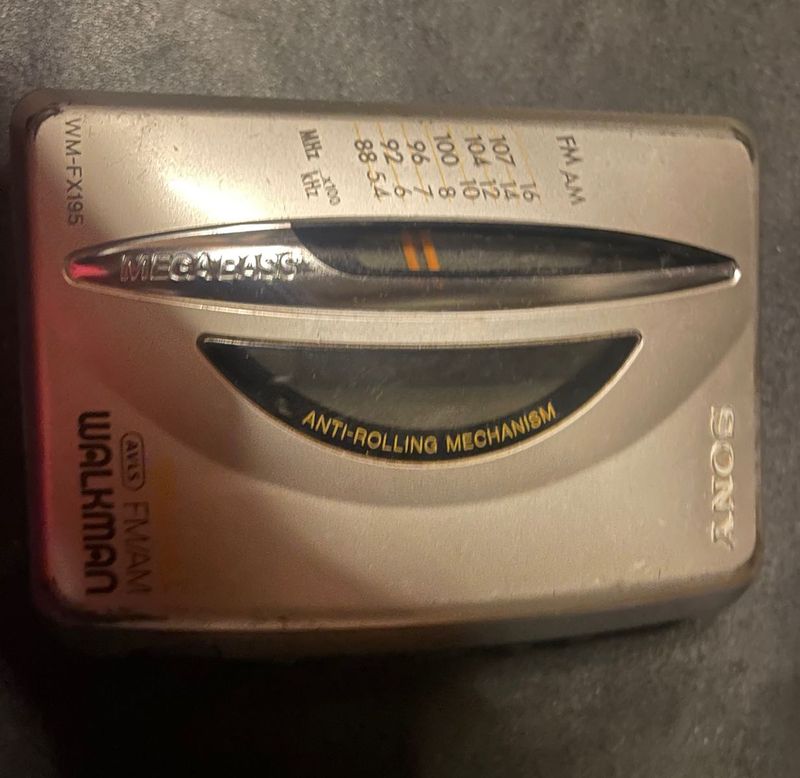 SONY
FM AM
16
107 14
104 12
10
100 8
96 7
92 6
88 5.4
x100
MHz kHz
MEGA BASS
ANTI-ROLLING MECHANISM
WM-FX195
AVLS FM/AM
WALKMAN